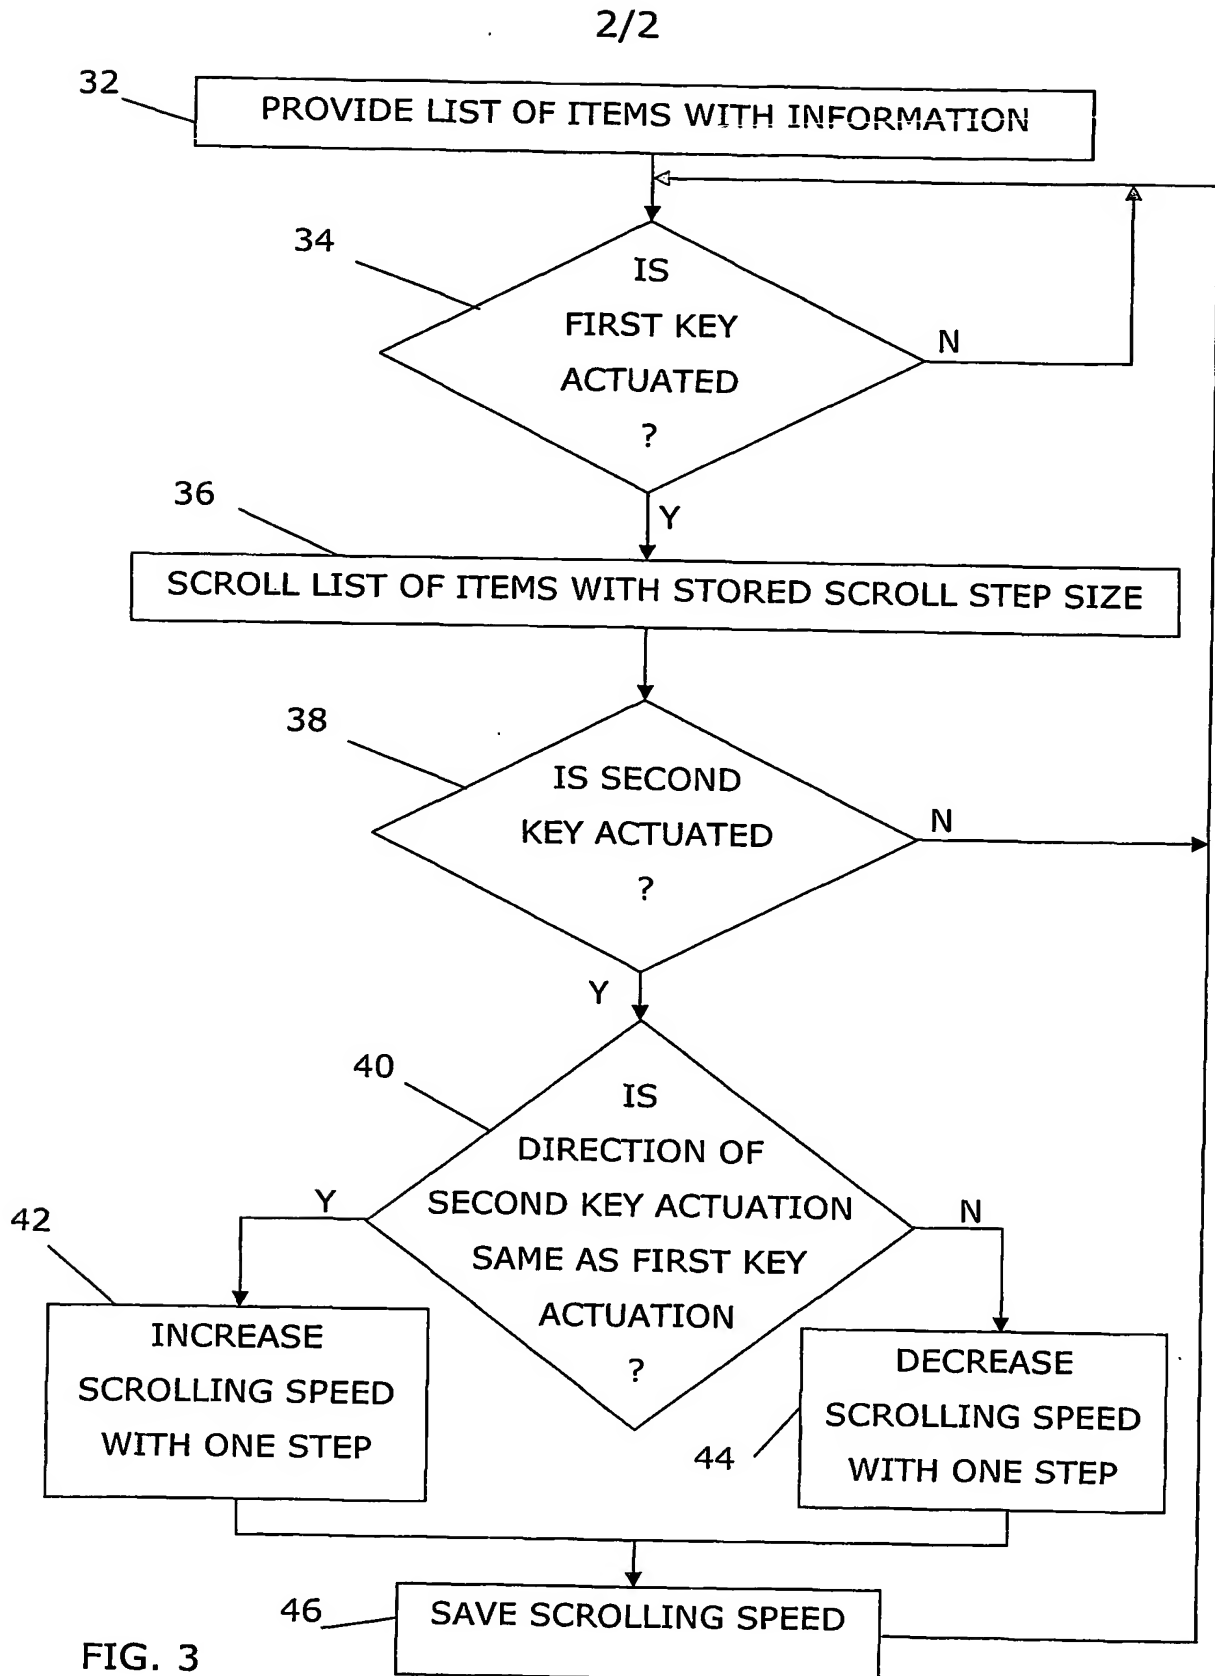 2/2
32
PROVIDE LIST OF ITEMS WITH INFORMATION
34
IS
FIRST KEY
ACTUATED
?
N
Y
36
SCROLL LIST OF ITEMS WITH STORED SCROLL STEP SIZE
38
IS SECOND
KEY ACTUATED
?
N
Y
40
IS
DIRECTION OF
SECOND KEY ACTUATION
SAME AS FIRST KEY
ACTUATION
?
Y
N
42
INCREASE
SCROLLING SPEED
WITH ONE STEP
44
DECREASE
SCROLLING SPEED
WITH ONE STEP
46
SAVE SCROLLING SPEED
FIG. 3